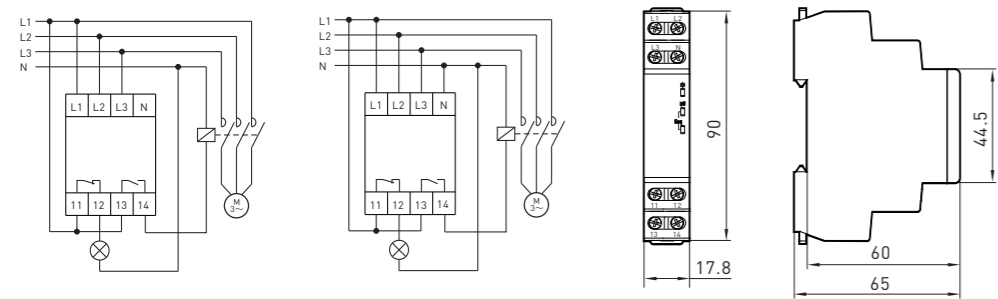 L1
L2
L3
N
L1 L2 L3 N
11 12 13 14
M
3~
L1
L2
L3
N
L1 L2 L3 N
11 12 13 14
M
3~
L1 L2
L3 N
11 12
13 14
90
17.8
44.5
60
65